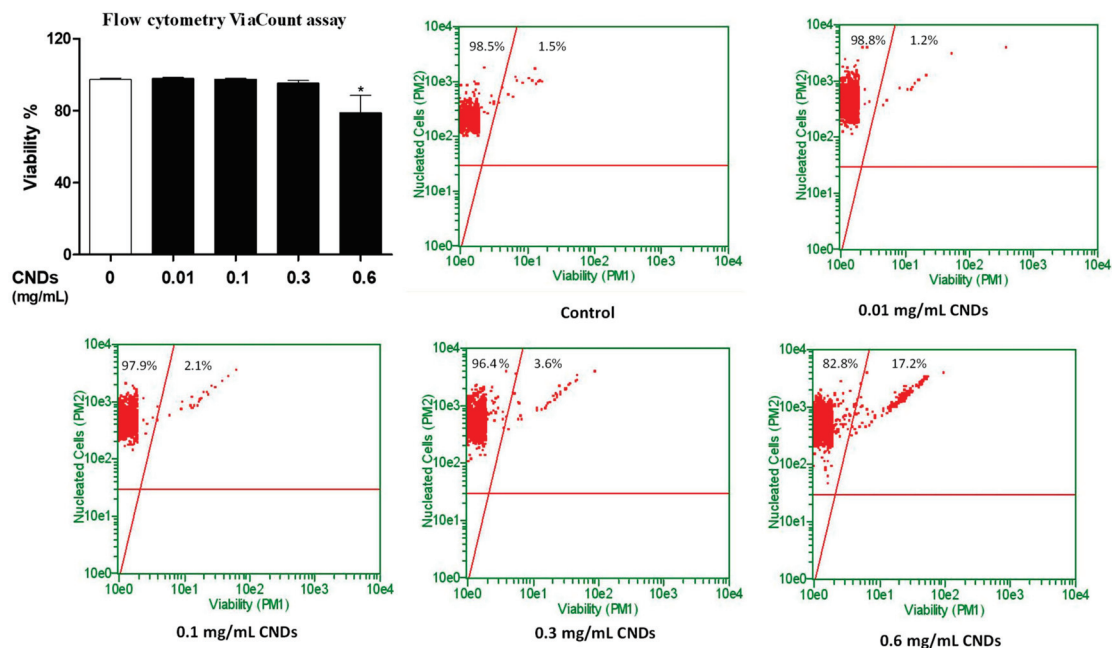 Flow cytometry ViaCount assay
120
80
40
0
Viability %
*
CNDs
(mg/mL)
0 0.01 0.1 0.3 0.6
98.5% 1.5%
10e4
10e3
10e2
10e1
10e0
Nucleated Cells (PM2)
10e0 10e1 10e2 10e3 10e4
Viability (PM1)
Control
98.8% 1.2%
10e4
10e3
10e2
10e1
10e0
Nucleated Cells (PM2)
10e0 10e1 10e2 10e3 10e4
Viability (PM1)
0.01 mg/mL CNDs
97.9% 2.1%
10e4
10e3
10e2
10e1
10e0
Nucleated Cells (PM2)
10e0 10e1 10e2 10e3 10e4
Viability (PM1)
0.1 mg/mL CNDs
96.4% 3.6%
10e4
10e3
10e2
10e1
10e0
Nucleated Cells (PM2)
10e0 10e1 10e2 10e3 10e4
Viability (PM1)
0.3 mg/mL CNDs
82.8% 17.2%
10e4
10e3
10e2
10e1
10e0
Nucleated Cells (PM2)
10e0 10e1 10e2 10e3 10e4
Viability (PM1)
0.6 mg/mL CNDs